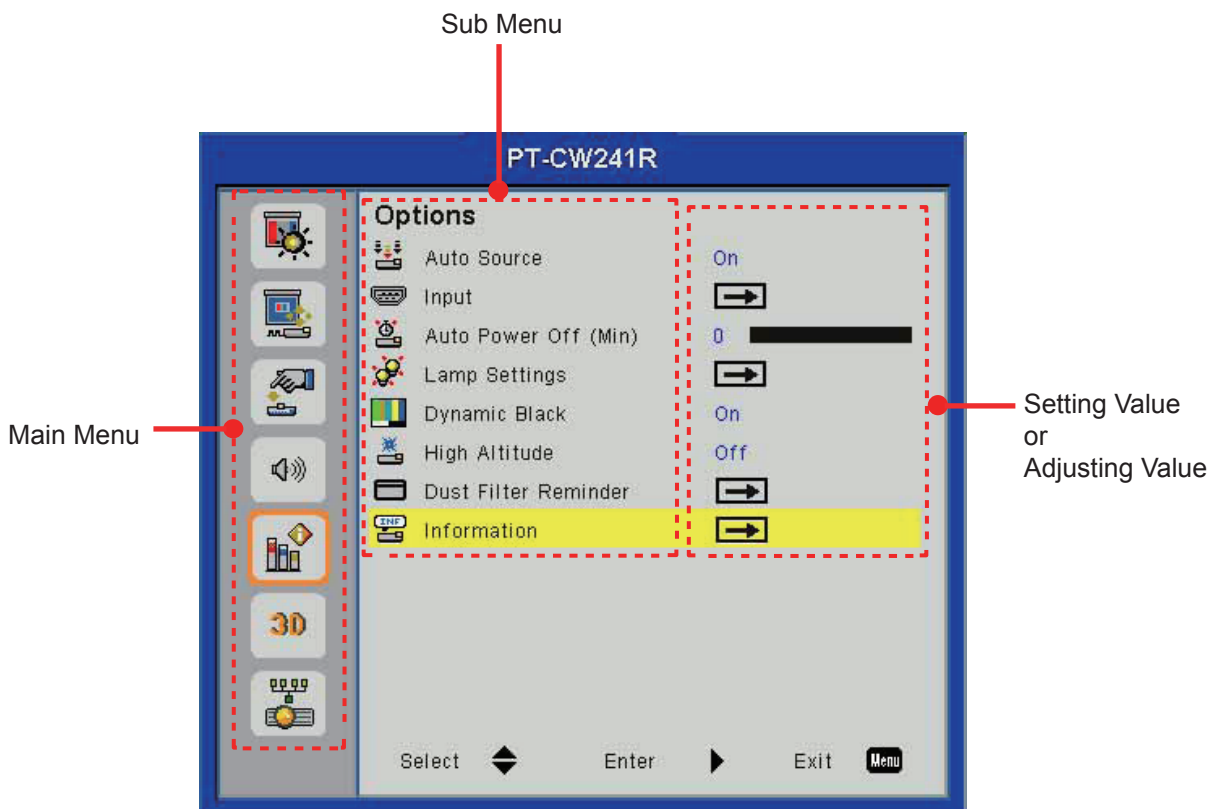 Sub Menu
PT-CW241R
Options
Auto Source On
Input
Auto Power Off (Min) 0
Lamp Settings
Dynamic Black On
High Altitude Off
Dust Filter Reminder
INF Information
3D
Main Menu
Setting Value
or
Adjusting Value
Select Enter Exit Menu